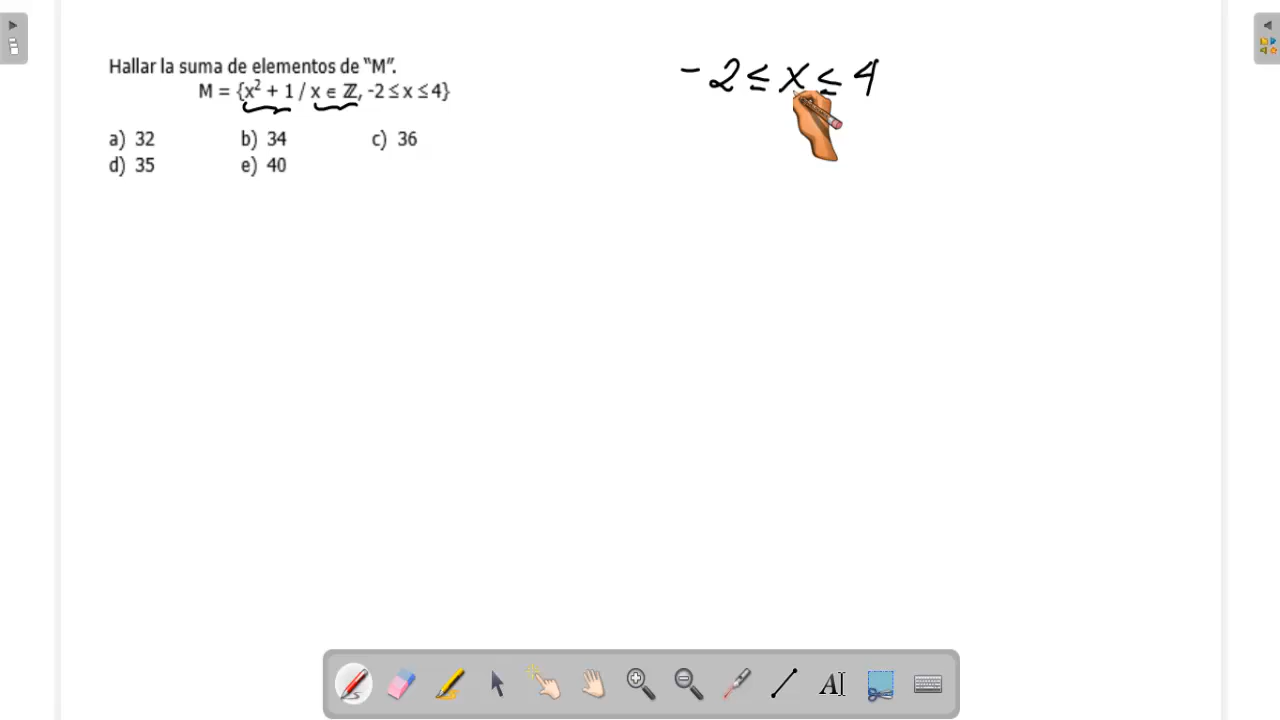 Hallar la suma de elementos de “M”.
M = {x² + 1 / x ∈ ℤ, -2 ≤ x ≤ 4}
a) 32 b) 34 c) 36
d) 35 e) 40
- 2 ≤ x ≤ 4